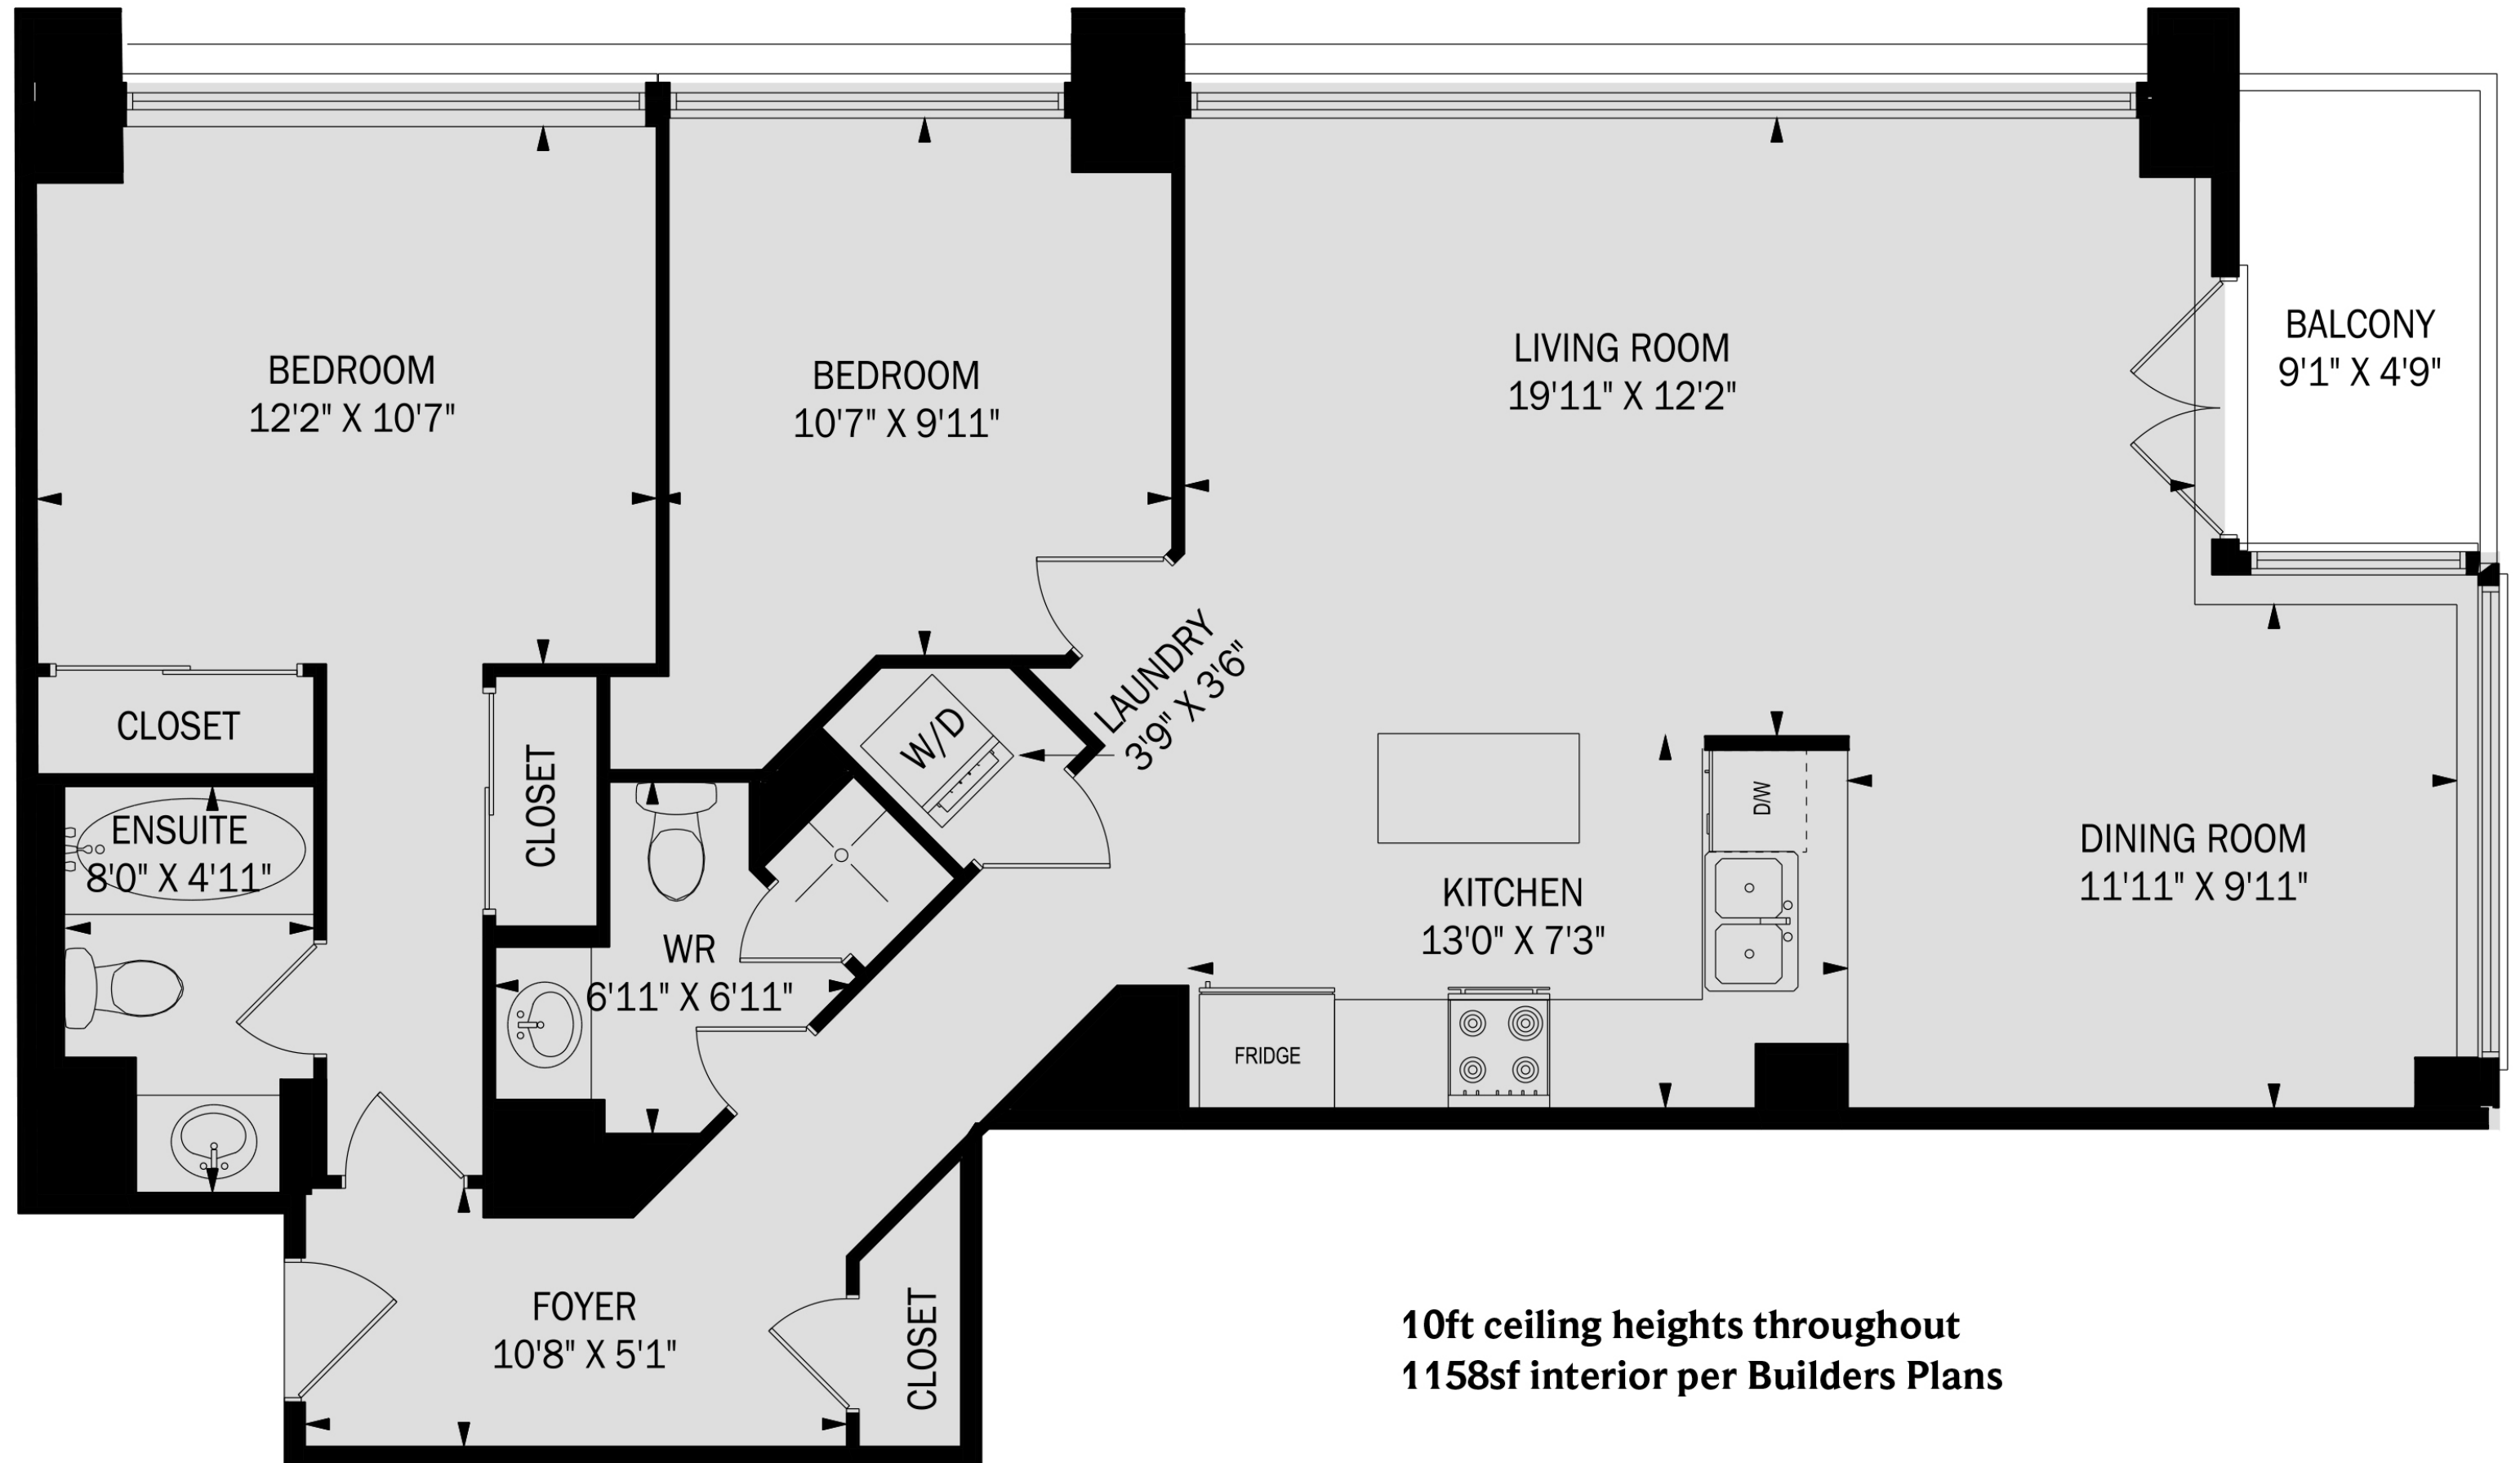 BEDROOM
12'2" X 10'7"
BEDROOM
10'7" X 9'11"
LIVING ROOM
19'11" X 12'2"
BALCONY
9'1" X 4'9"
LAUNDRY
3'9" X 3'6"
W/D
CLOSET
CLOSET
ENSUITE
8'0" X 4'11"
WR
6'11" X 6'11"
KITCHEN
13'0" X 7'3"
D/W
DINING ROOM
11'11" X 9'11"
FRIDGE
FOYER
10'8" X 5'1"
CLOSET
10ft ceiling heights throughout
1158sf interior per Builders Plans